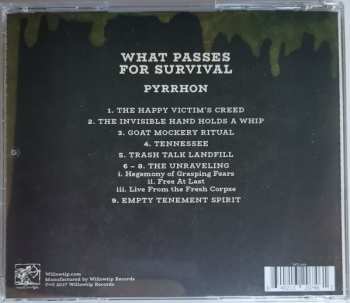 WHAT PASSES
FOR SURVIVAL
PYRRHON
1. THE HAPPY VICTIM'S CREED
2. THE INVISIBLE HAND HOLDS A WHIP
3. GOAT MOCKERY RITUAL
4. TENNESSEE
5. TRASH TALK LANDFILL
6 – 8. THE UNRAVELING
i. Hegemony of Grasping Fears
ii. Free At Last
iii. Live From the Fresh Corpse
9. EMPTY TENEMENT SPIRIT
Willowtip.com
Manufactured by Willowtip Records
℗© 2017 Willowtip Records